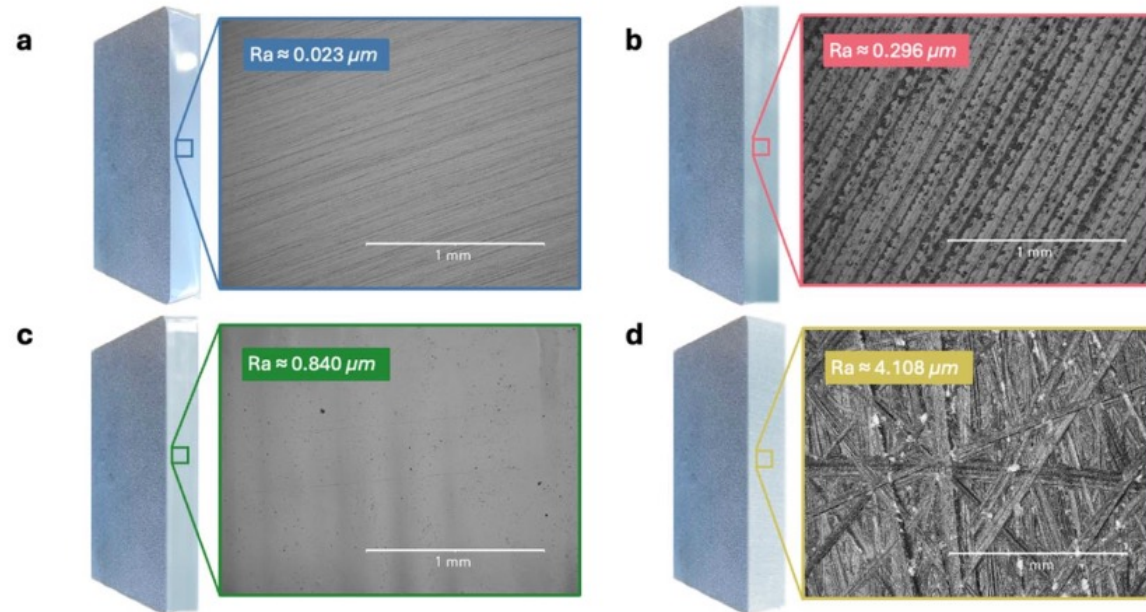 a
Ra ≈ 0.023 μm
1 mm
b
Ra ≈ 0.296 μm
1 mm
c
Ra ≈ 0.840 μm
1 mm
d
Ra ≈ 4.108 μm
mm